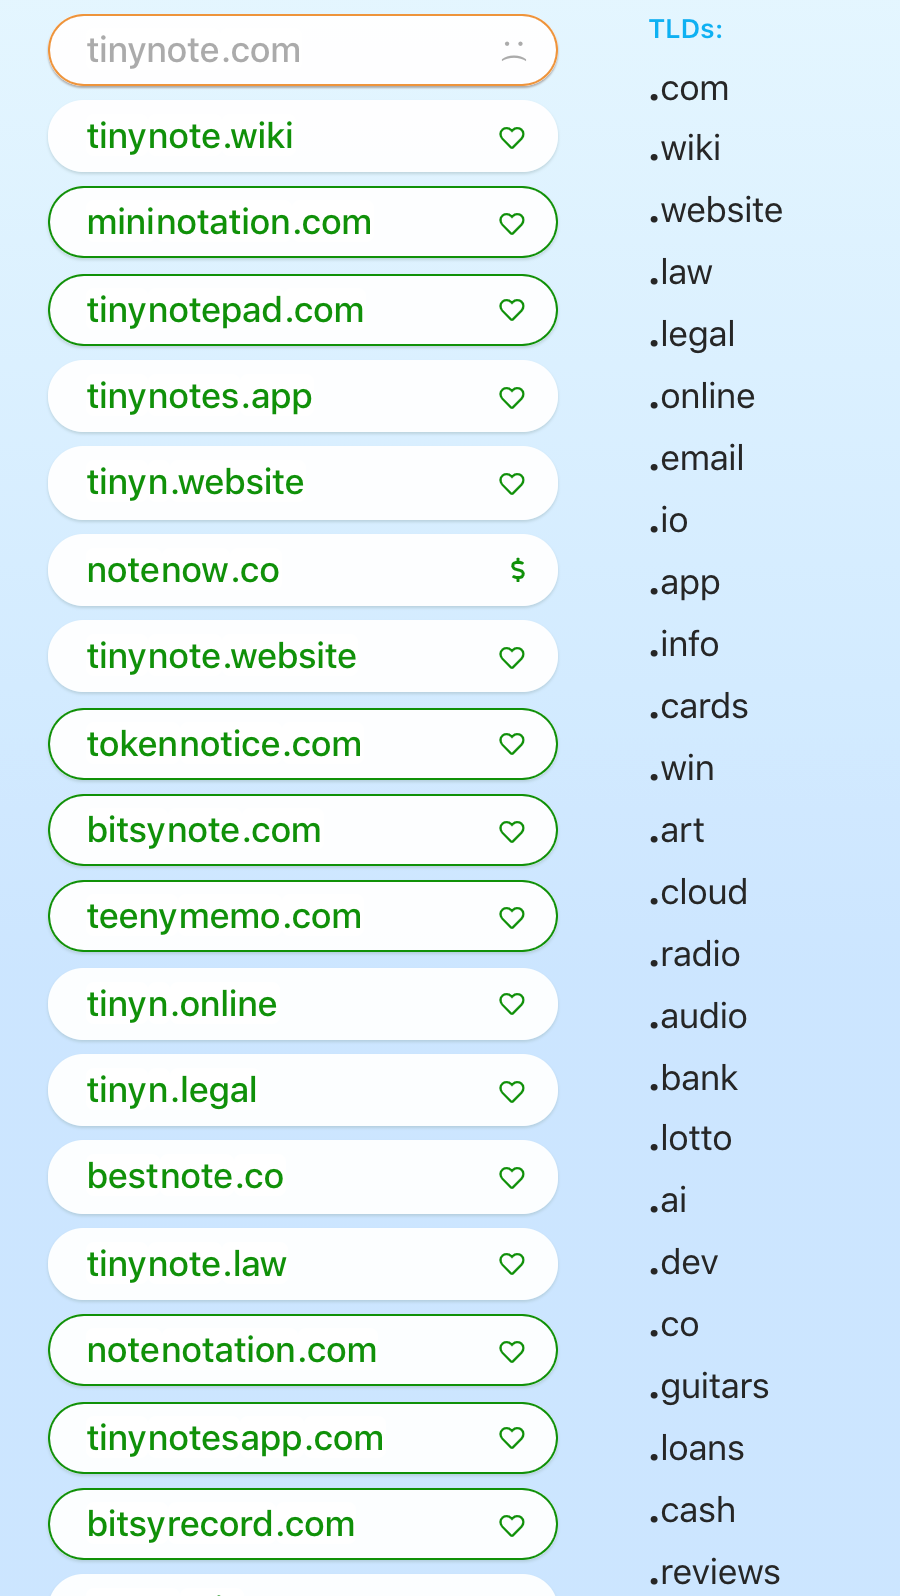 tinynote.com
tinynote.wiki
mininotation.com
tinynotepad.com
tinynotes.app
tinyn.website
notenow.co $
tinynote.website
tokennotice.com
bitsynote.com
teenymemo.com
tinyn.online
tinyn.legal
bestnote.co
tinynote.law
notenotation.com
tinynotesapp.com
bitsyrecord.com
TLDs:
.com
.wiki
.website
.law
.legal
.online
.email
.io
.app
.info
.cards
.win
.art
.cloud
.radio
.audio
.bank
.lotto
.ai
.dev
.co
.guitars
.loans
.cash
.reviews